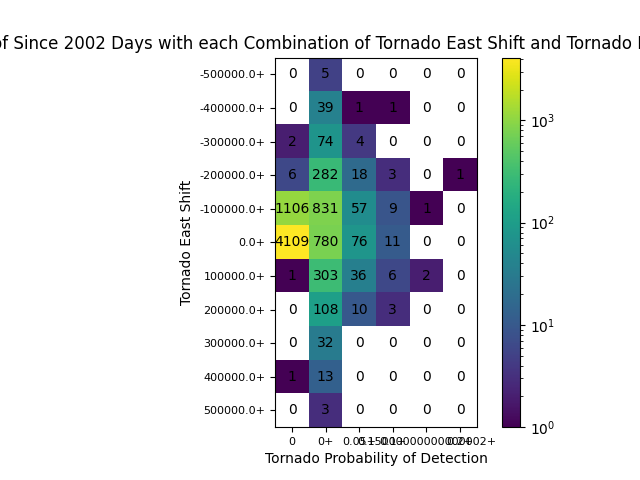 of Since 2002 Days with each Combination of Tornado East Shift and Tornado
-500000.0+ 0 5 0 0 0 0
-400000.0+ 0 39 1 1 0 0
-300000.0+ 2 74 4 0 0 0
-200000.0+ 6 282 18 3 0 1
-100000.0+ 1106 831 57 9 1 0
0.0+ 4109 780 76 11 0 0
100000.0+ 1 303 36 6 2 0
200000.0+ 0 108 10 3 0 0
300000.0+ 0 32 0 0 0 0
400000.0+ 1 13 0 0 0 0
500000.0+ 0 3 0 0 0 0
0 0+
Tornado Probability of Detection
Tornado East Shift
10³
10²
10¹
10⁰